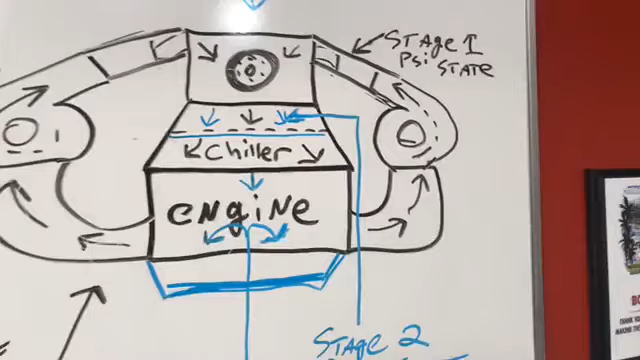 STAGE 1
PSi STATE
Chiller
eNgiNe
STAGE 2